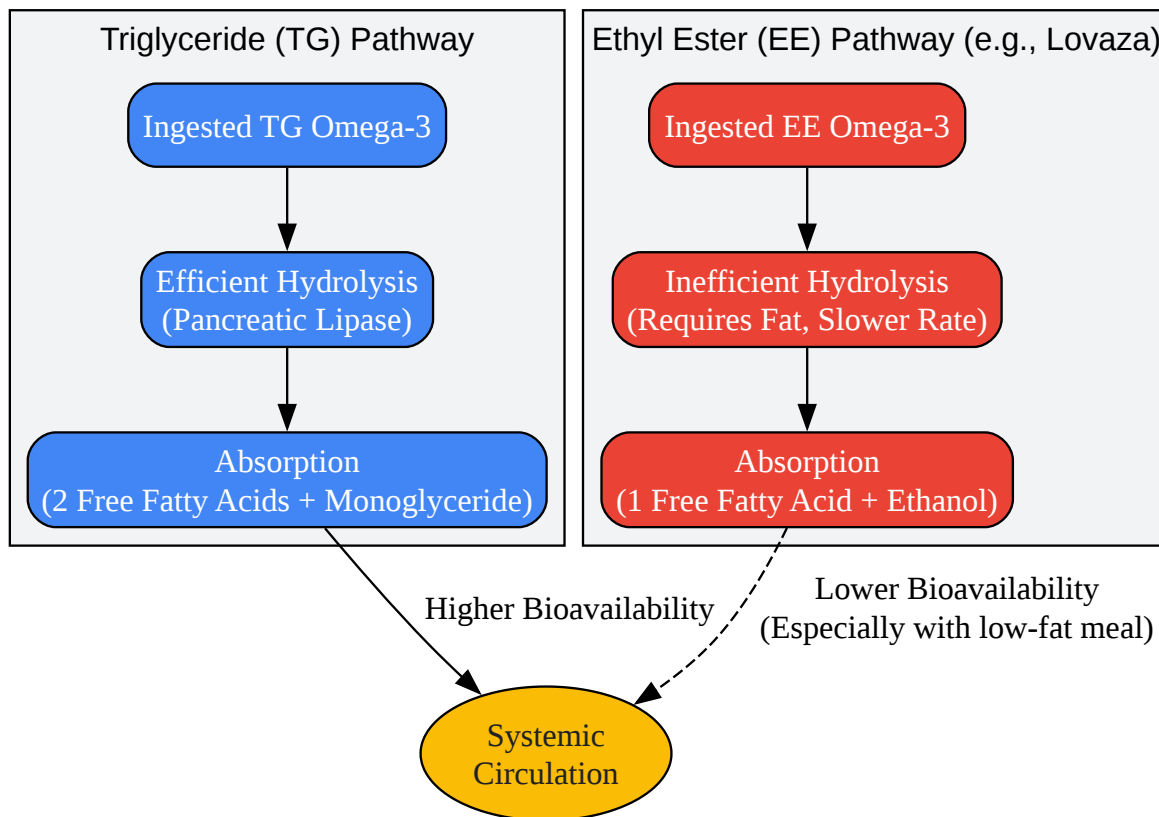 Triglyceride (TG) Pathway
Ingested TG Omega-3
Efficient Hydrolysis
(Pancreatic Lipase)
Absorption
(2 Free Fatty Acids + Monoglyceride)
Ethyl Ester (EE) Pathway (e.g., Lovaza)
Ingested EE Omega-3
Inefficient Hydrolysis
(Requires Fat, Slower Rate)
Absorption
(1 Free Fatty Acid + Ethanol)
Higher Bioavailability
Lower Bioavailability
(Especially with low-fat meal)
Systemic
Circulation